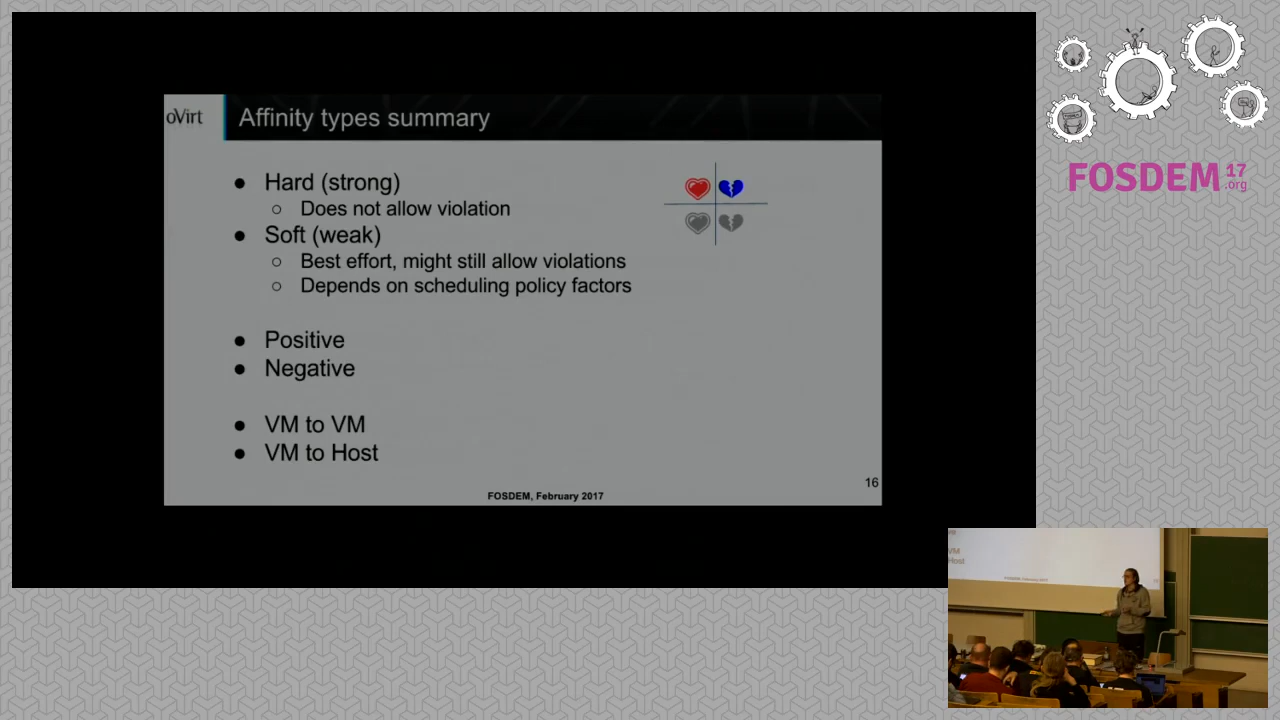 oVirt
Affinity types summary
● Hard (strong)
○ Does not allow violation
● Soft (weak)
○ Best effort, might still allow violations
○ Depends on scheduling policy factors
● Positive
● Negative
● VM to VM
● VM to Host
16
FOSDEM, February 2017
FOSDEM 17
.org
VM
Host